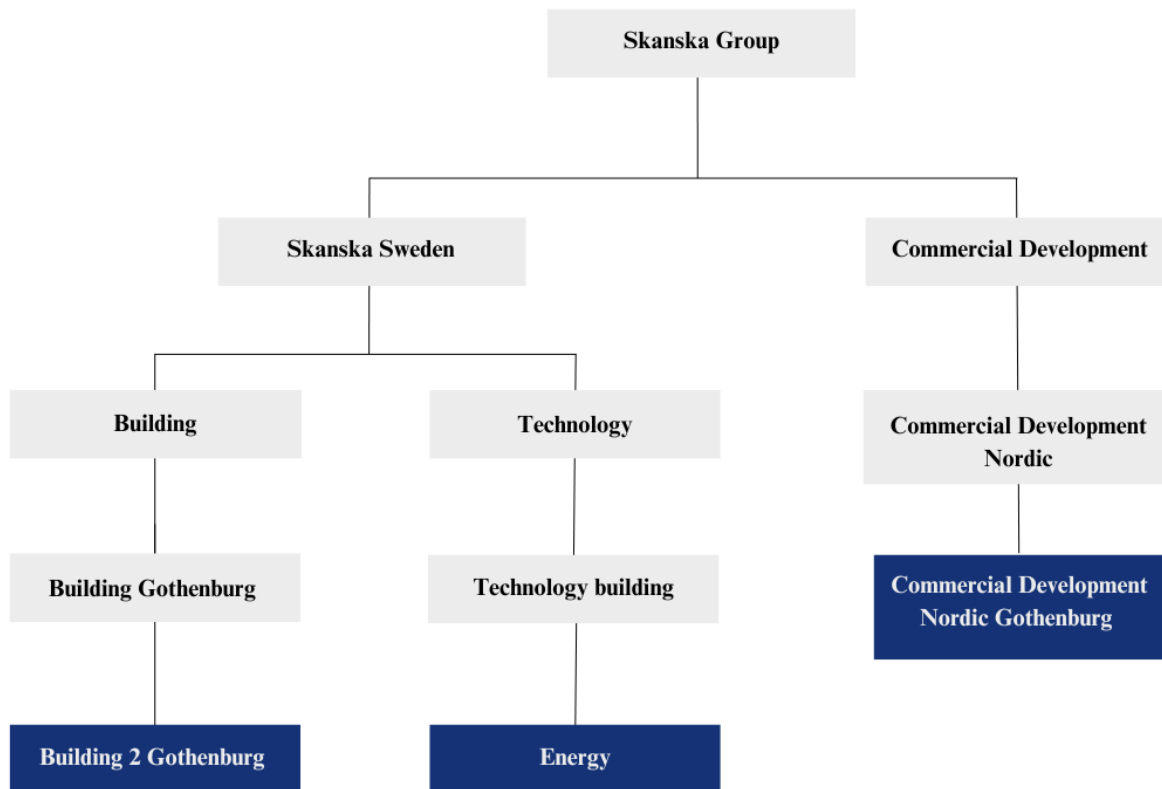 Skanska Group
Skanska Sweden
Commercial Development
Building
Technology
Commercial Development
Nordic
Building Gothenburg
Technology building
Commercial Development
Nordic Gothenburg
Building 2 Gothenburg
Energy